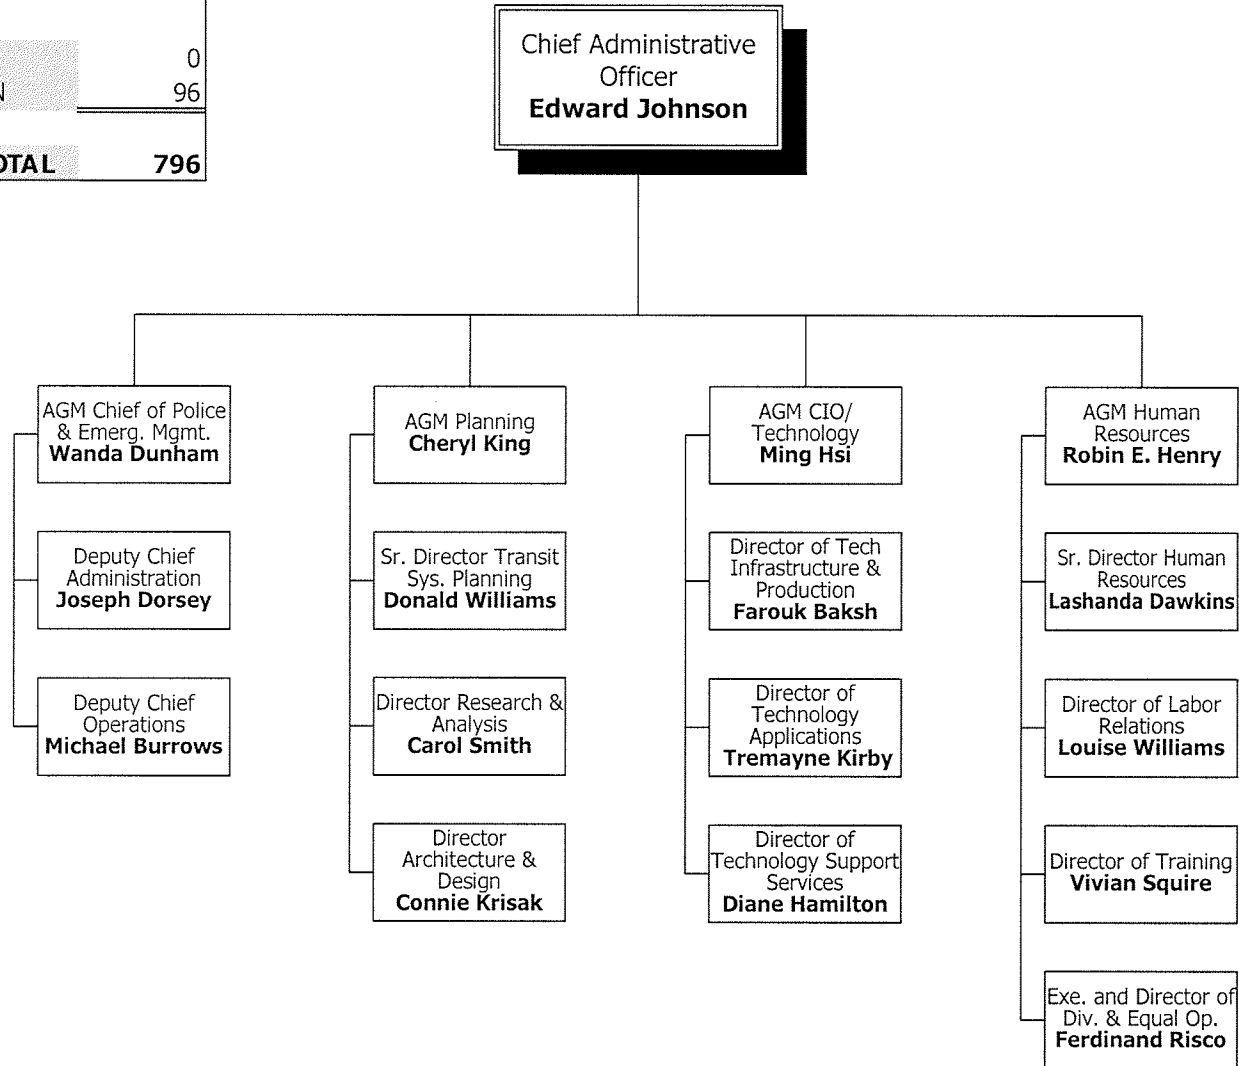 0
N 96
OTAL 796
Chief Administrative
Officer
Edward Johnson
AGM Chief of Police
& Emerg. Mgmt.
Wanda Dunham
Deputy Chief
Administration
Joseph Dorsey
Deputy Chief
Operations
Michael Burrows
AGM Planning
Cheryl King
Sr. Director Transit
Sys. Planning
Donald Williams
Director Research &
Analysis
Carol Smith
Director
Architecture &
Design
Connie Krisak
AGM CIO/
Technology
Ming Hsi
Director of Tech
Infrastructure &
Production
Farouk Baksh
Director of
Technology
Applications
Tremayne Kirby
Director of
Technology Support
Services
Diane Hamilton
AGM Human
Resources
Robin E. Henry
Sr. Director Human
Resources
Lashanda Dawkins
Director of Labor
Relations
Louise Williams
Director of Training
Vivian Squire
Exe. and Director of
Div. & Equal Op.
Ferdinand Risco